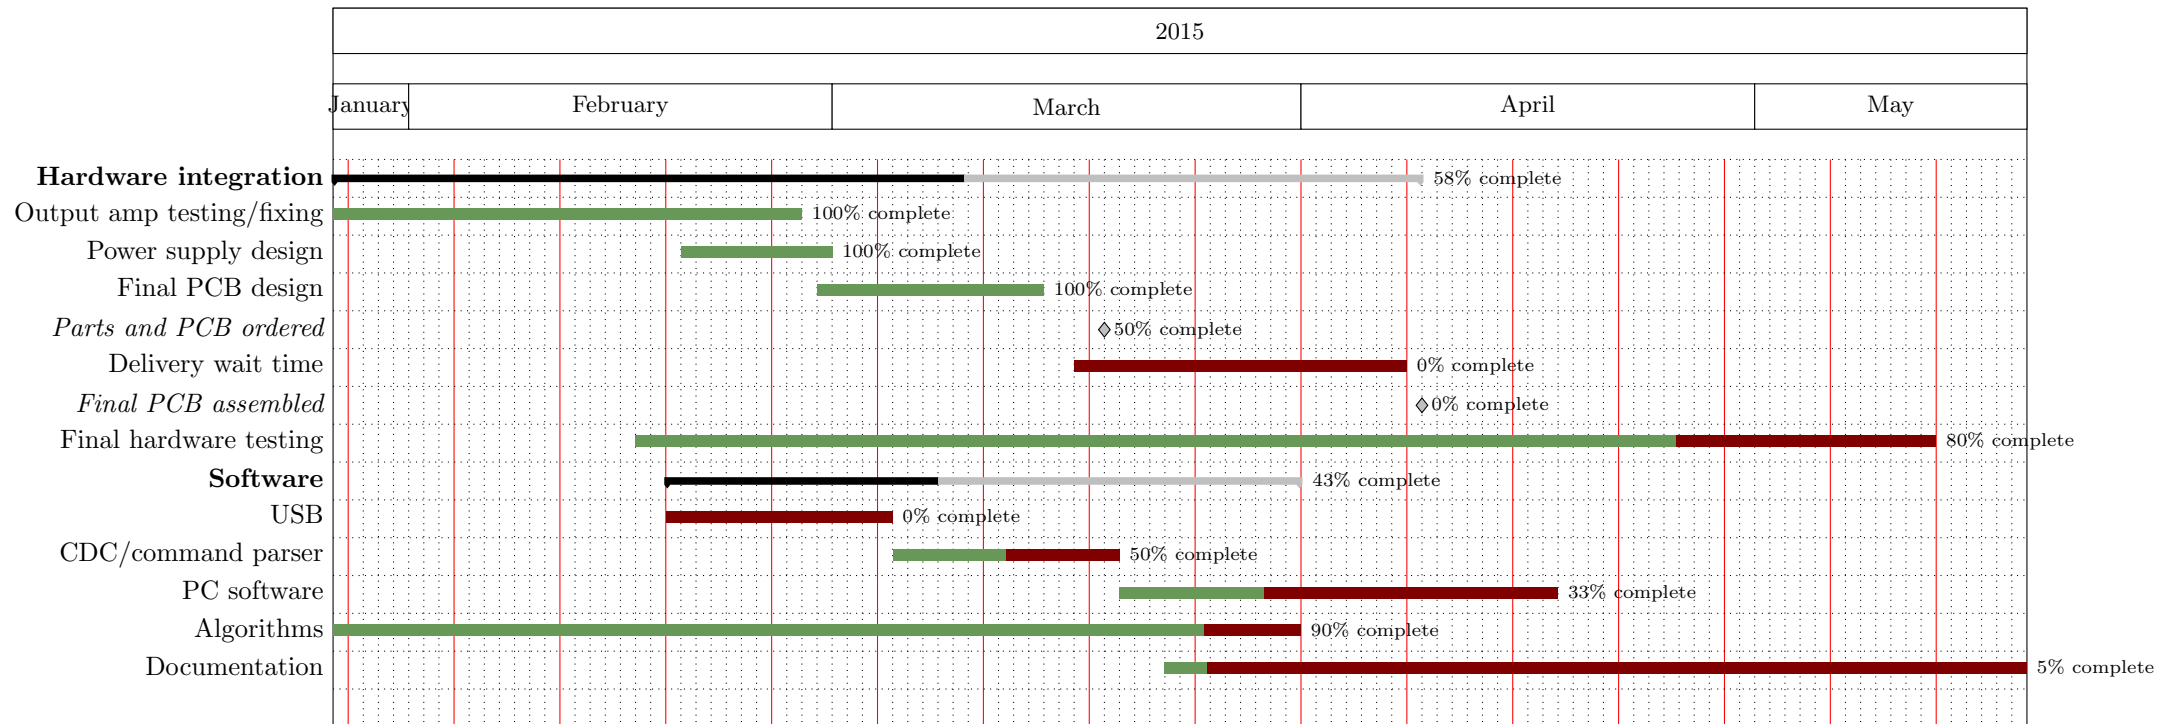 2015
January February March April May
Hardware integration 58% complete
Output amp testing/fixing 100% complete
Power supply design 100% complete
Final PCB design 100% complete
Parts and PCB ordered 50% complete
Delivery wait time 0% complete
Final PCB assembled 0% complete
Final hardware testing 80% complete
Software 43% complete
USB 0% complete
CDC/command parser 50% complete
PC software 33% complete
Algorithms 90% complete
Documentation 5% complete